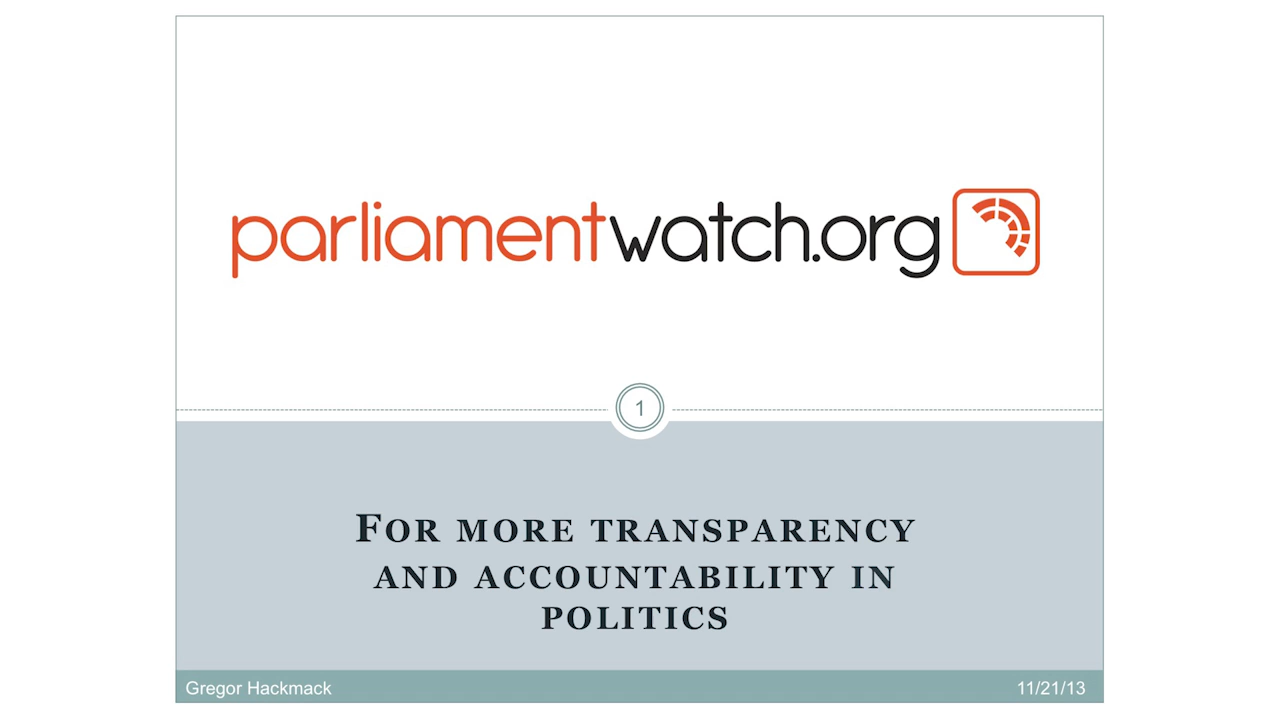 parliamentwatch.org
1
FOR MORE TRANSPARENCY
AND ACCOUNTABILITY IN
POLITICS
Gregor Hackmack
11/21/13